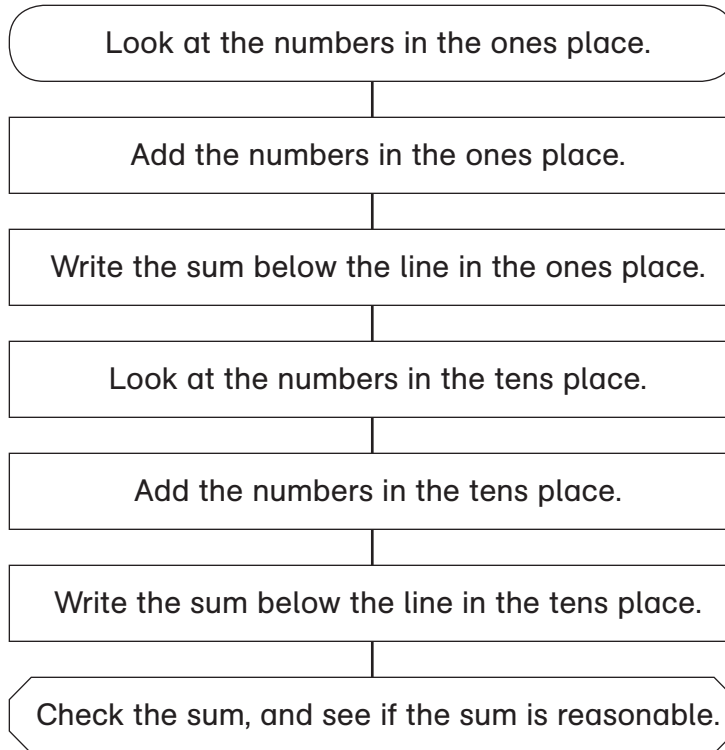 Look at the numbers in the ones place.
Add the numbers in the ones place.
Write the sum below the line in the ones place.
Look at the numbers in the tens place.
Add the numbers in the tens place.
Write the sum below the line in the tens place.
Check the sum, and see if the sum is reasonable.